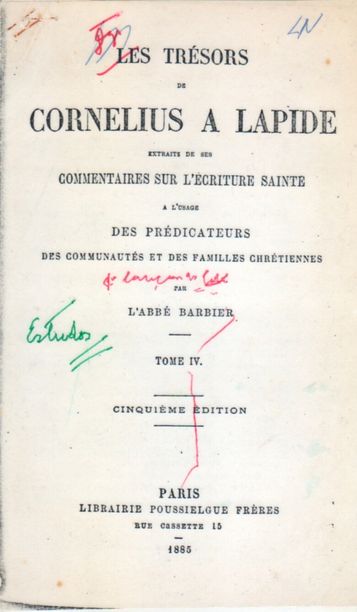 LES TRÉSORS
DE
CORNELIUS A LAPIDE
EXTRAITS DE SES
COMMENTAIRES SUR L'ÉCRITURE SAINTE
A L'USAGE
DES PRÉDICATEURS
DES COMMUNAUTÉS ET DES FAMILLES CHRÉTIENNES
PAR
L'ABBÉ BARBIER
Estudos
TOME IV.
CINQUIÈME ÉDITION
PARIS
LIBRAIRIE POUSSIELGUE FRÈRES
RUE CASSETTE 15
1885